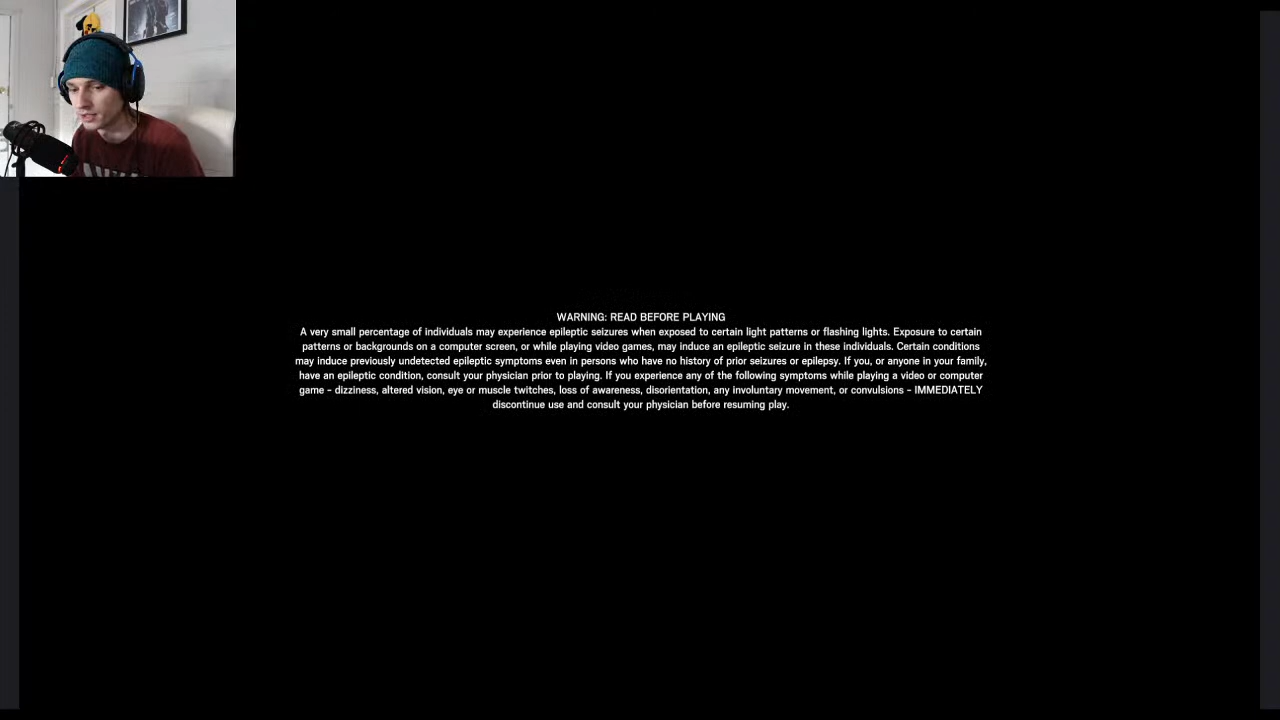 WARNING: READ BEFORE PLAYING
A very small percentage of individuals may experience epileptic seizures when exposed to certain light patterns or flashing lights. Exposure to certain
patterns or backgrounds on a computer screen, or while playing video games, may induce an epileptic seizure in these individuals. Certain conditions
may induce previously undetected epileptic symptoms even in persons who have no history of prior seizures or epilepsy. If you, or anyone in your family,
have an epileptic condition, consult your physician prior to playing. If you experience any of the following symptoms while playing a video or computer
game - dizziness, altered vision, eye or muscle twitches, loss of awareness, disorientation, any involuntary movement, or convulsions - IMMEDIATELY
discontinue use and consult your physician before resuming play.